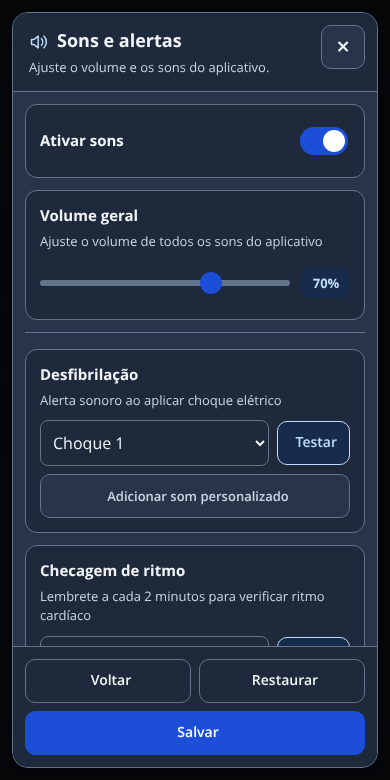 Sons e alertas
Ajuste o volume e os sons do aplicativo.
Ativar sons
Volume geral
Ajuste o volume de todos os sons do aplicativo
70%
Desfibrilação
Alerta sonoro ao aplicar choque elétrico
Choque 1
Testar
Adicionar som personalizado
Checagem de ritmo
Lembrete a cada 2 minutos para verificar ritmo
cardíaco
Voltar
Restaurar
Salvar